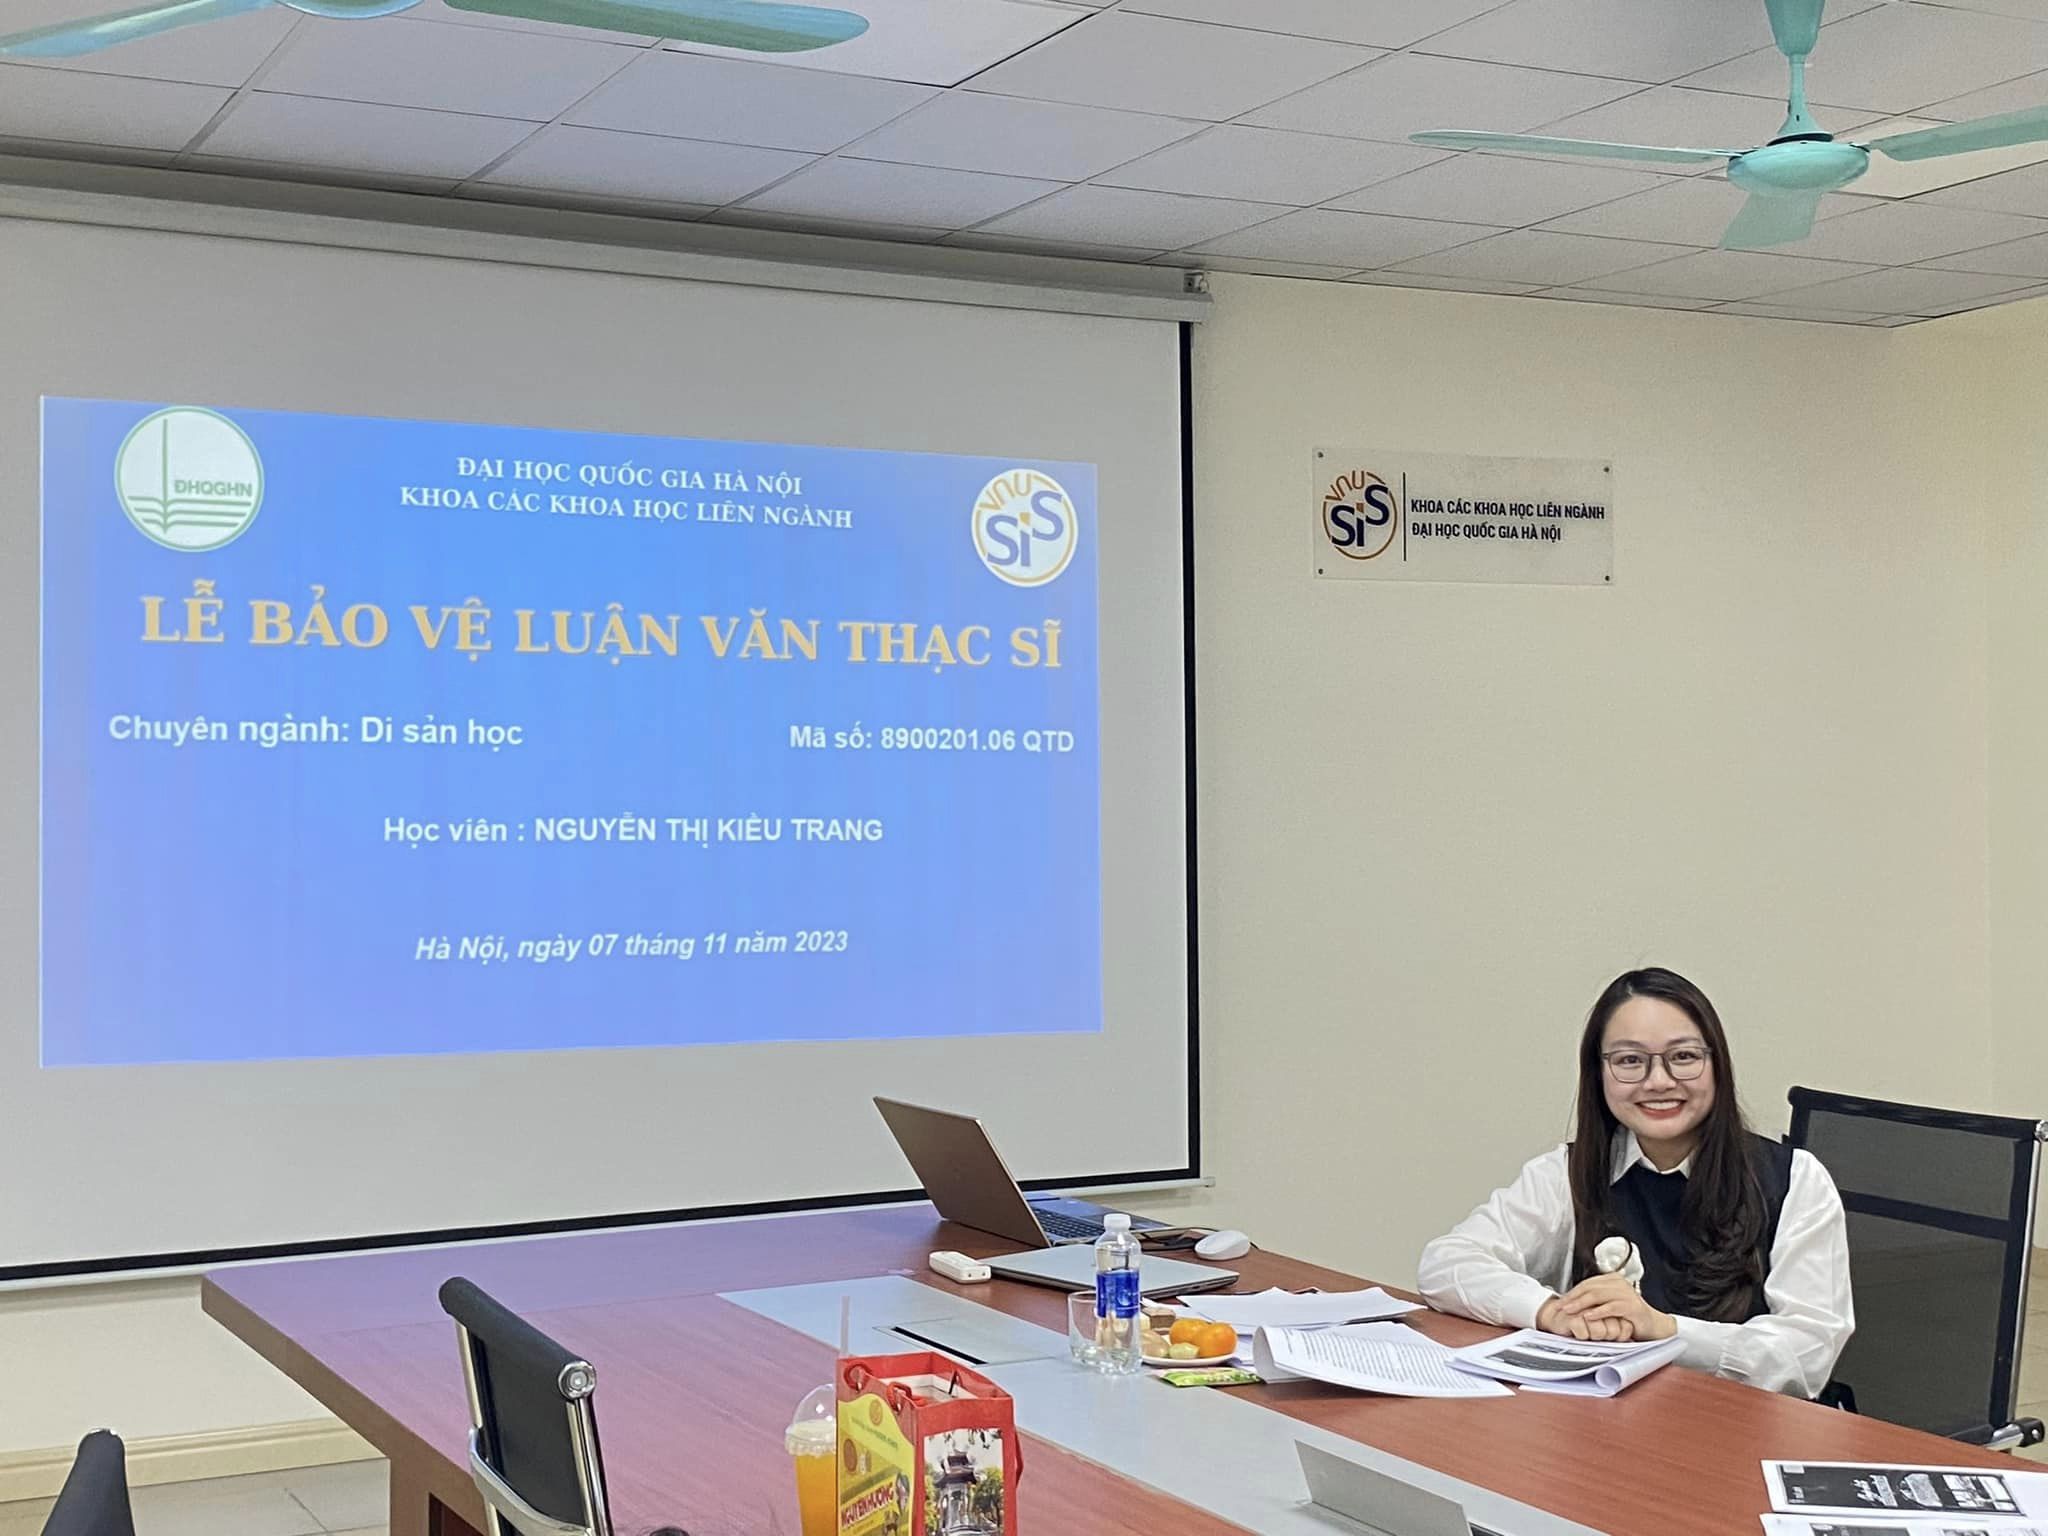 ĐHQGHN
ĐẠI HỌC QUỐC GIA HÀ NỘI
KHOA CÁC KHOA HỌC LIÊN NGÀNH
VNU
SIS
LỄ BẢO VỆ LUẬN VĂN THẠC SĨ
Chuyên ngành: Di sản học
Mã số: 8900201.06 QTD
Học viên : NGUYỄN THỊ KIỀU TRANG
Hà Nội, ngày 07 tháng 11 năm 2023
VNU
SIS
KHOA CÁC KHOA HỌC LIÊN NGÀNH
ĐẠI HỌC QUỐC GIA HÀ NỘI
NGUYÊN HƯƠNG